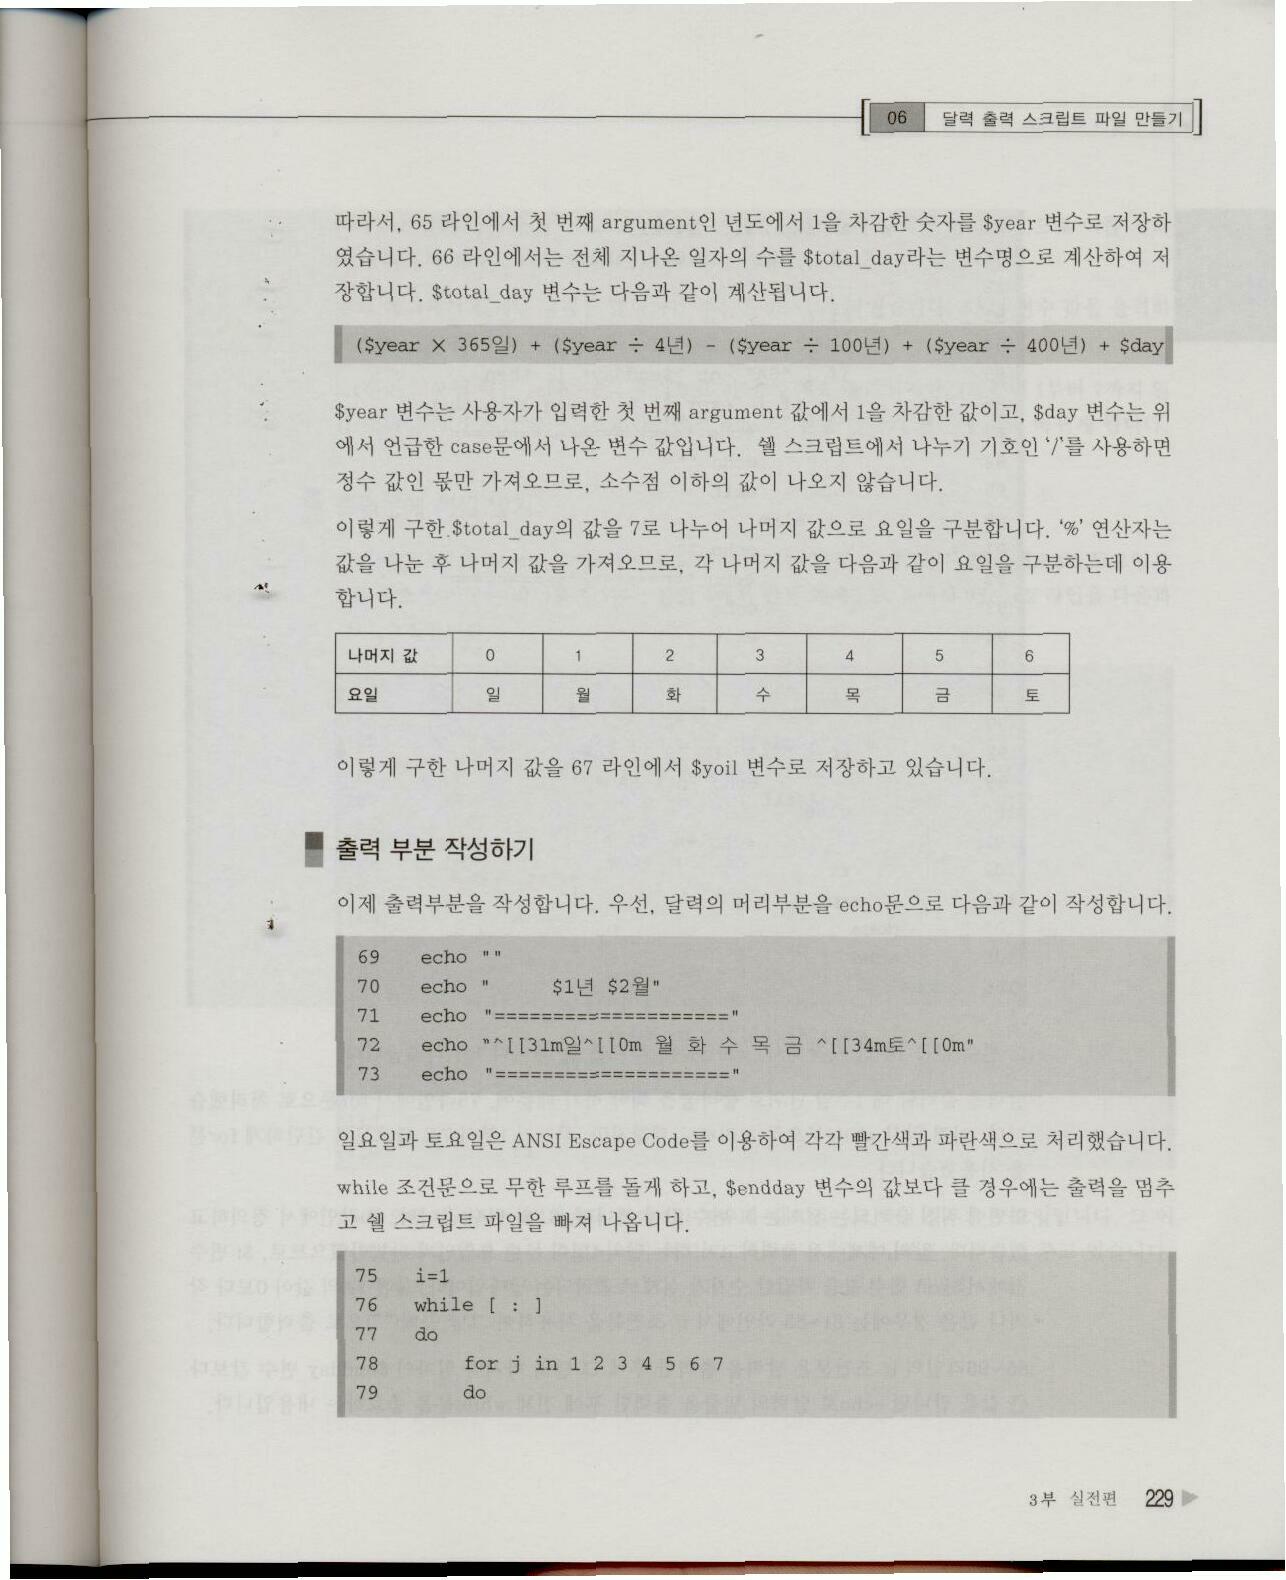 06 달력 출력 스크립트 파일 만들기
따라서, 65 라인에서 첫 번째 argument인 년도에서 1을 차감한 숫자를 $year 변수로 저장하
였습니다. 66 라인에서는 전체 지나온 일자의 수를 $total_day라는 변수명으로 계산하여 저
장합니다. $total_day 변수는 다음과 같이 계산됩니다.
($year × 365일) + ($year ÷ 4년) - ($year ÷ 100년) + ($year ÷ 400년) + $day
$year 변수는 사용자가 입력한 첫 번째 argument 값에서 1을 차감한 값이고, $day 변수는 위
에서 언급한 case문에서 나온 변수 값입니다. 쉘 스크립트에서 나누기 기호인 '/'를 사용하면
정수 값인 몫만 가져오므로, 소수점 이하의 값이 나오지 않습니다.
이렇게 구한 $total_day의 값을 7로 나누어 나머지 값으로 요일을 구분합니다. '%' 연산자는
값을 나눈 후 나머지 값을 가져오므로, 각 나머지 값을 다음과 같이 요일을 구분하는데 이용
합니다.
나머지 값 0 1 2 3 4 5 6
요일 일 월 화 수 목 금 토
이렇게 구한 나머지 값을 67 라인에서 $yoil 변수로 저장하고 있습니다.
출력 부분 작성하기
이제 출력부분을 작성합니다. 우선, 달력의 머리부분을 echo문으로 다음과 같이 작성합니다.
69 echo ""
70 echo "     $1년 $2월"
71 echo "===================="
72 echo "^[[31m일^[[0m 월 화 수 목 금 ^[[34m토^[[0m"
73 echo "===================="
일요일과 토요일은 ANSI Escape Code를 이용하여 각각 빨간색과 파란색으로 처리했습니다.
while 조건문으로 무한 루프를 돌게 하고, $endday 변수의 값보다 클 경우에는 출력을 멈추
고 쉘 스크립트 파일을 빠져 나옵니다.
75 i=1
76 while [ : ]
77 do
78     for j in 1 2 3 4 5 6 7
79     do
3부 실전편 229